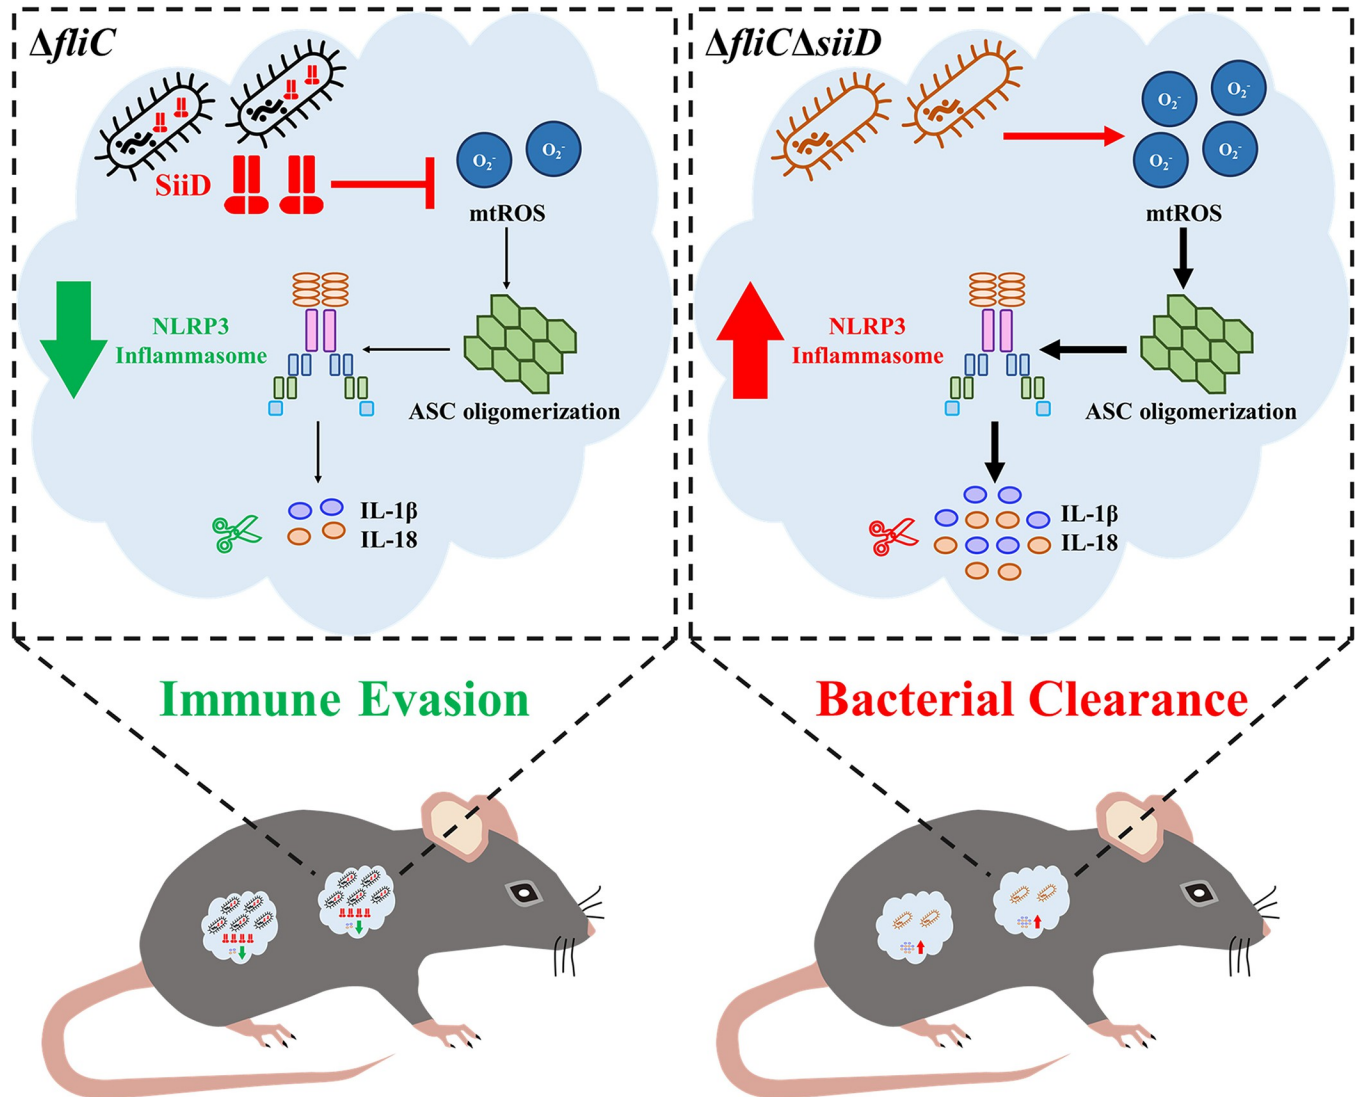 ΔfliC
SiiD
O₂⁻
O₂⁻
mtROS
NLRP3
Inflammasome
ASC oligomerization
IL-1β
IL-18
ΔfliCΔsiiD
O₂⁻
O₂⁻
O₂⁻
O₂⁻
mtROS
NLRP3
Inflammasome
ASC oligomerization
IL-1β
IL-18
Immune Evasion
Bacterial Clearance